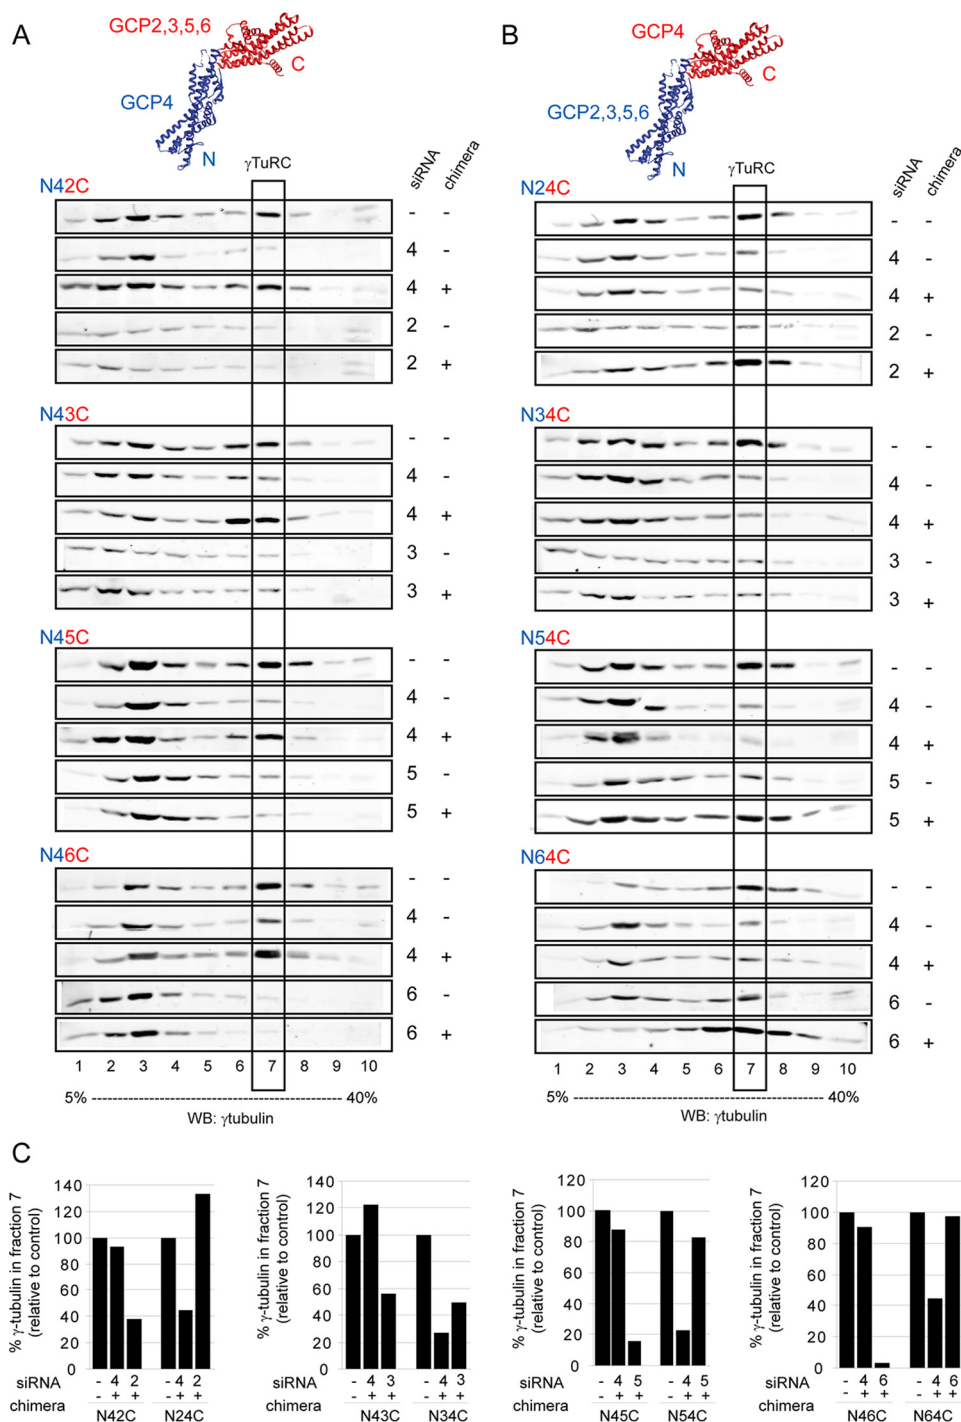 A
GCP2,3,5,6
C
GCP4
N
γTuRC
siRNA
chimera
N42C
- -
4 -
4 +
2 -
2 +
N43C
- -
4 -
4 +
3 -
3 +
N45C
- -
4 -
4 +
5 -
5 +
N46C
- -
4 -
4 +
6 -
6 +
1 2 3 4 5 6 7 8 9 10
5% ------------------------------------------ 40%
WB: γtubulin
B
GCP4
C
GCP2,3,5,6
N
γTuRC
siRNA
chimera
N24C
- -
4 -
4 +
2 -
2 +
N34C
- -
4 -
4 +
3 -
3 +
N54C
- -
4 -
4 +
5 -
5 +
N64C
- -
4 -
4 +
6 -
6 +
1 2 3 4 5 6 7 8 9 10
5% ------------------------------------------ 40%
WB: γtubulin
C
% γ-tubulin in fraction 7
(relative to control)
140
120
100
80
60
40
20
0
siRNA - 4 2 - 4 2
chimera - + + - + +
N42C N24C
% γ-tubulin in fraction 7
(relative to control)
140
120
100
80
60
40
20
0
siRNA - 4 3 - 4 3
chimera - + + - + +
N43C N34C
% γ-tubulin in fraction 7
(relative to control)
120
100
80
60
40
20
0
siRNA - 4 5 - 4 5
chimera - + + - + +
N45C N54C
% γ-tubulin in fraction 7
(relative to control)
120
100
80
60
40
20
0
siRNA - 4 6 - 4 6
chimera - + + - + +
N46C N64C